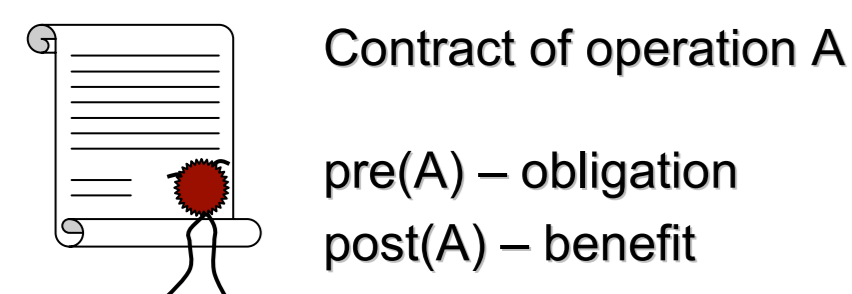 Contract of operation A
pre(A) – obligation
post(A) – benefit